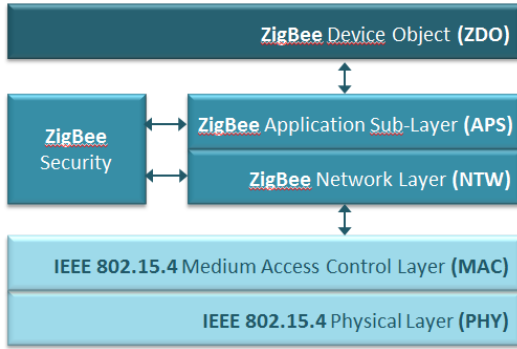 ZigBee Device Object (ZDO)
ZigBee Application Sub-Layer (APS)
ZigBee
Security
ZigBee Network Layer (NTW)
IEEE 802.15.4 Medium Access Control Layer (MAC)
IEEE 802.15.4 Physical Layer (PHY)